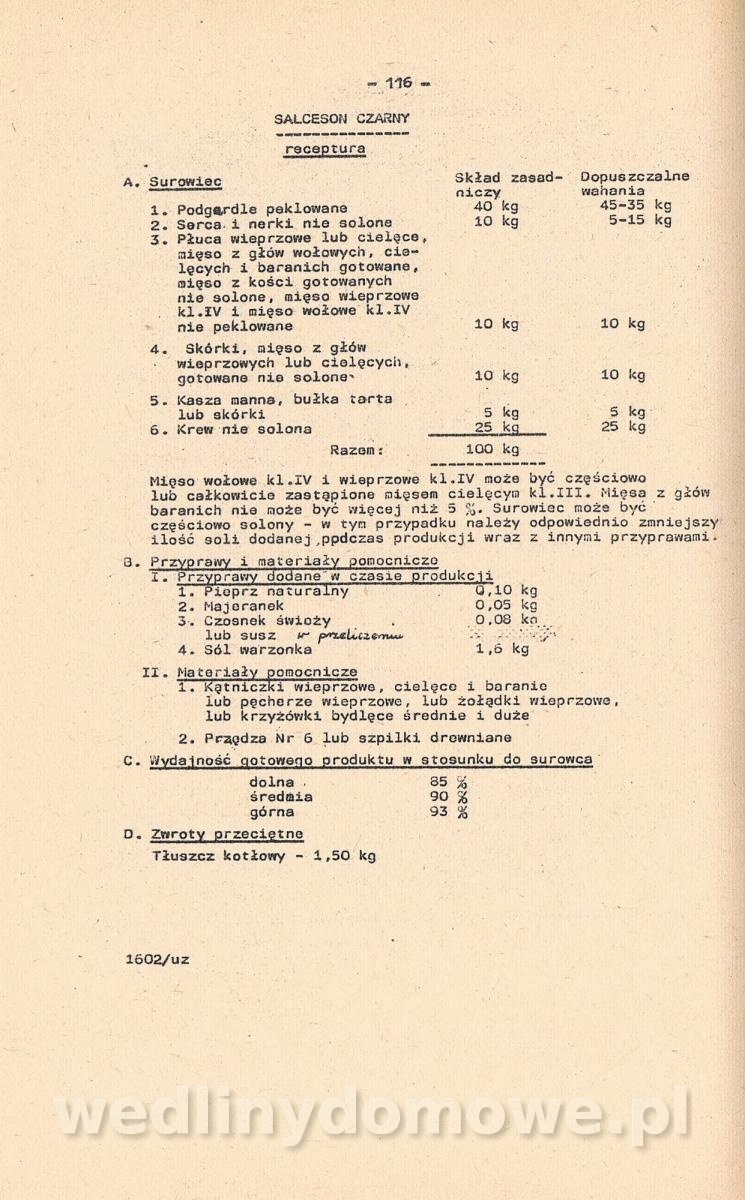 - 116 -
SALCESON CZARNY
receptura
A. Surowiec Skład zasad- Dopuszczalne
niczy wahania
1. Podgardle peklowane 40 kg 45-35 kg
2. Serca i nerki nie solone 10 kg 5-15 kg
3. Płuca wieprzowe lub cielęce,
mięso z głów wołowych, cie-
lęcych i baranich gotowane,
mięso z kości gotowanych
nie solone, mięso wieprzowe
kl.IV i mięso wołowe kl.IV
nie peklowane 10 kg 10 kg
4. Skórki, mięso z głów
wieprzowych lub cielęcych,
gotowane nie solone 10 kg 10 kg
5. Kasza manna, bułka tarta
lub skórki 5 kg 5 kg
6. Krew nie solona 25 kg 25 kg
Razem: 100 kg
Mięso wołowe kl.IV i wieprzowe kl.IV może być częściowo
lub całkowicie zastąpione mięsem cielęcym kl.III. Mięsa z głów
baranich nie może być więcej niż 5 %. Surowiec może być
częściowo solony - w tym przypadku należy odpowiednio zmniejszy
ilość soli dodanej ppdczas produkcji wraz z innymi przyprawami.
B. Przyprawy i materiały pomocnicze
I. Przyprawy dodane w czasie produkcji
1. Pieprz naturalny 0,10 kg
2. Majeranek 0,05 kg
3. Czosnek świeży 0,08 kg
lub susz w przeliczeniu
4. Sól warzonka 1,6 kg
II. Materiały pomocnicze
1. Kątniczki wieprzowe, cielęce i baranie
lub pęcherze wieprzowe, lub żołądki wieprzowe,
lub krzyżówki bydlęce średnie i duże
2. Przędza Nr 6 lub szpilki drewniane
C. Wydajność gotowego produktu w stosunku do surowca
dolna 85 %
średnia 90 %
górna 93 %
D. Zwroty przeciętne
Tłuszcz kotłowy - 1,50 kg
1602/uz
wedlinydomowe.pl